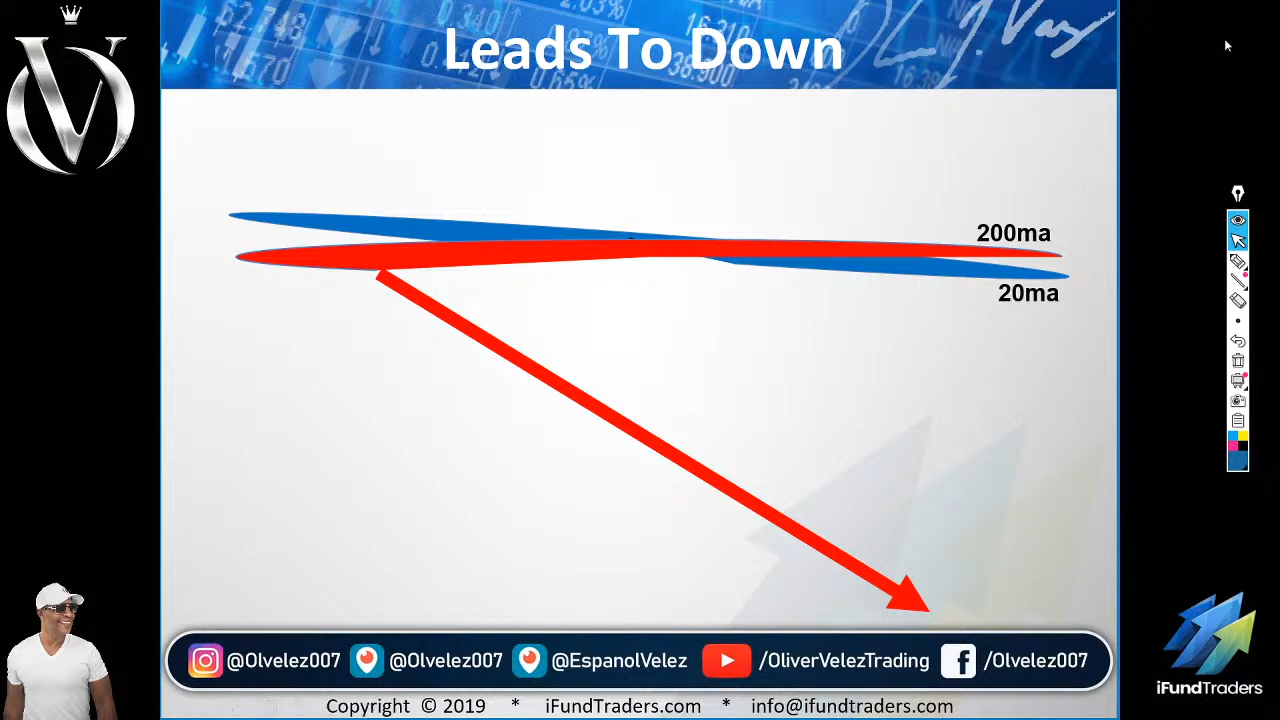 Leads To Down
200ma
20ma
@Olvelez007 @Olvelez007 @EspanolVelez /OliverVelezTrading /Olvelez007
iFundTraders
Copyright © 2019 * iFundTraders.com * info@ifundtraders.com